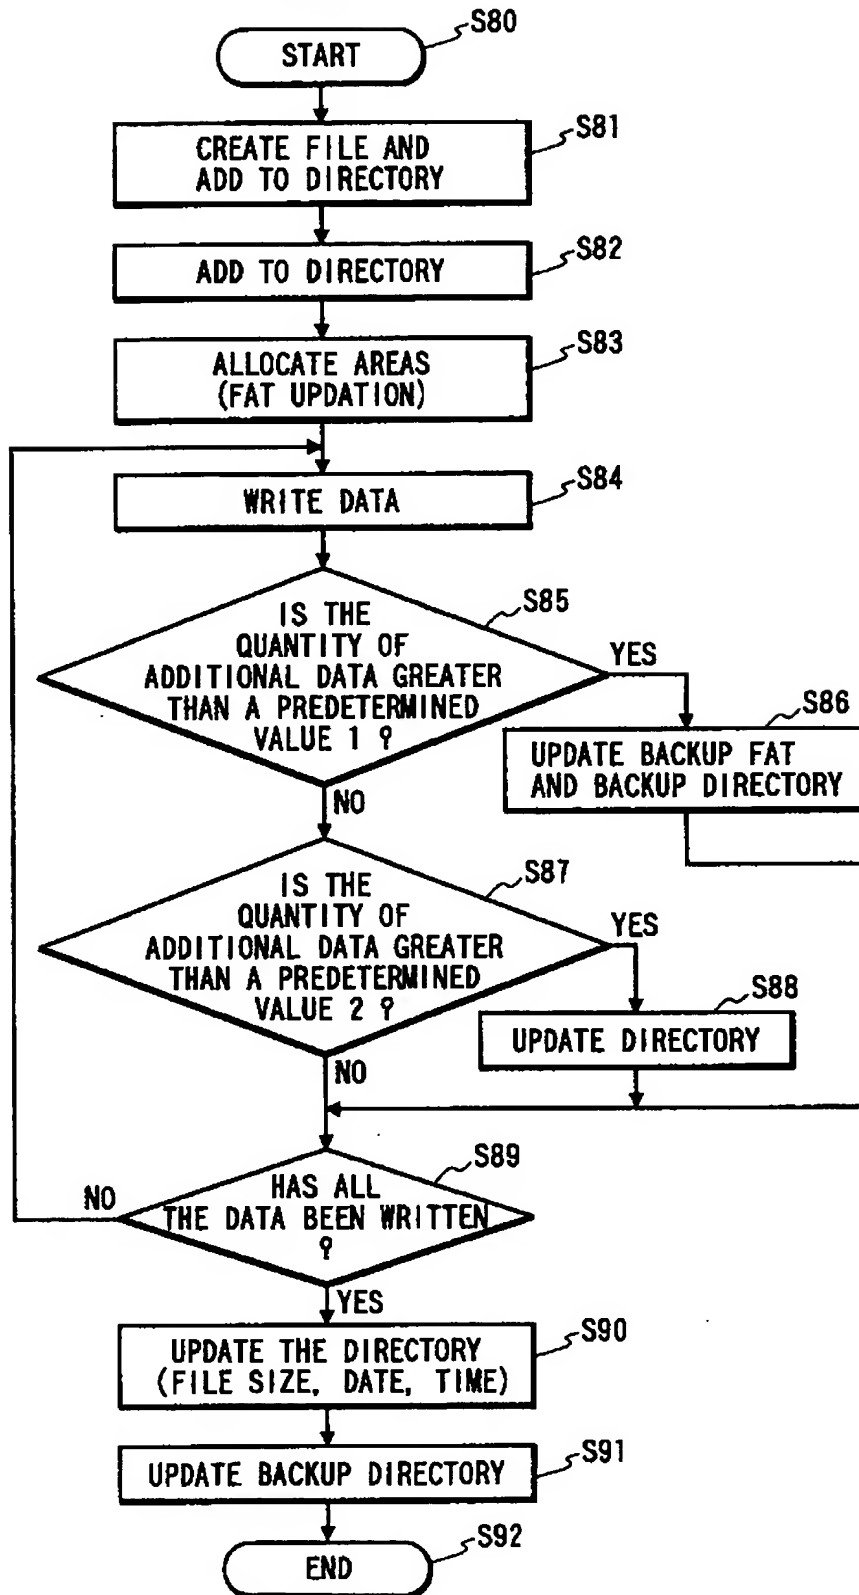 S80
START
S81
CREATE FILE AND
ADD TO DIRECTORY
S82
ADD TO DIRECTORY
S83
ALLOCATE AREAS
(FAT UPDATION)
S84
WRITE DATA
S85
IS THE
QUANTITY OF
ADDITIONAL DATA GREATER
THAN A PREDETERMINED
VALUE 1 ?
YES
S86
UPDATE BACKUP FAT
AND BACKUP DIRECTORY
NO
S87
IS THE
QUANTITY OF
ADDITIONAL DATA GREATER
THAN A PREDETERMINED
VALUE 2 ?
YES
S88
UPDATE DIRECTORY
NO
S89
HAS ALL
THE DATA BEEN WRITTEN
?
NO
YES
S90
UPDATE THE DIRECTORY
(FILE SIZE, DATE, TIME)
S91
UPDATE BACKUP DIRECTORY
S92
END